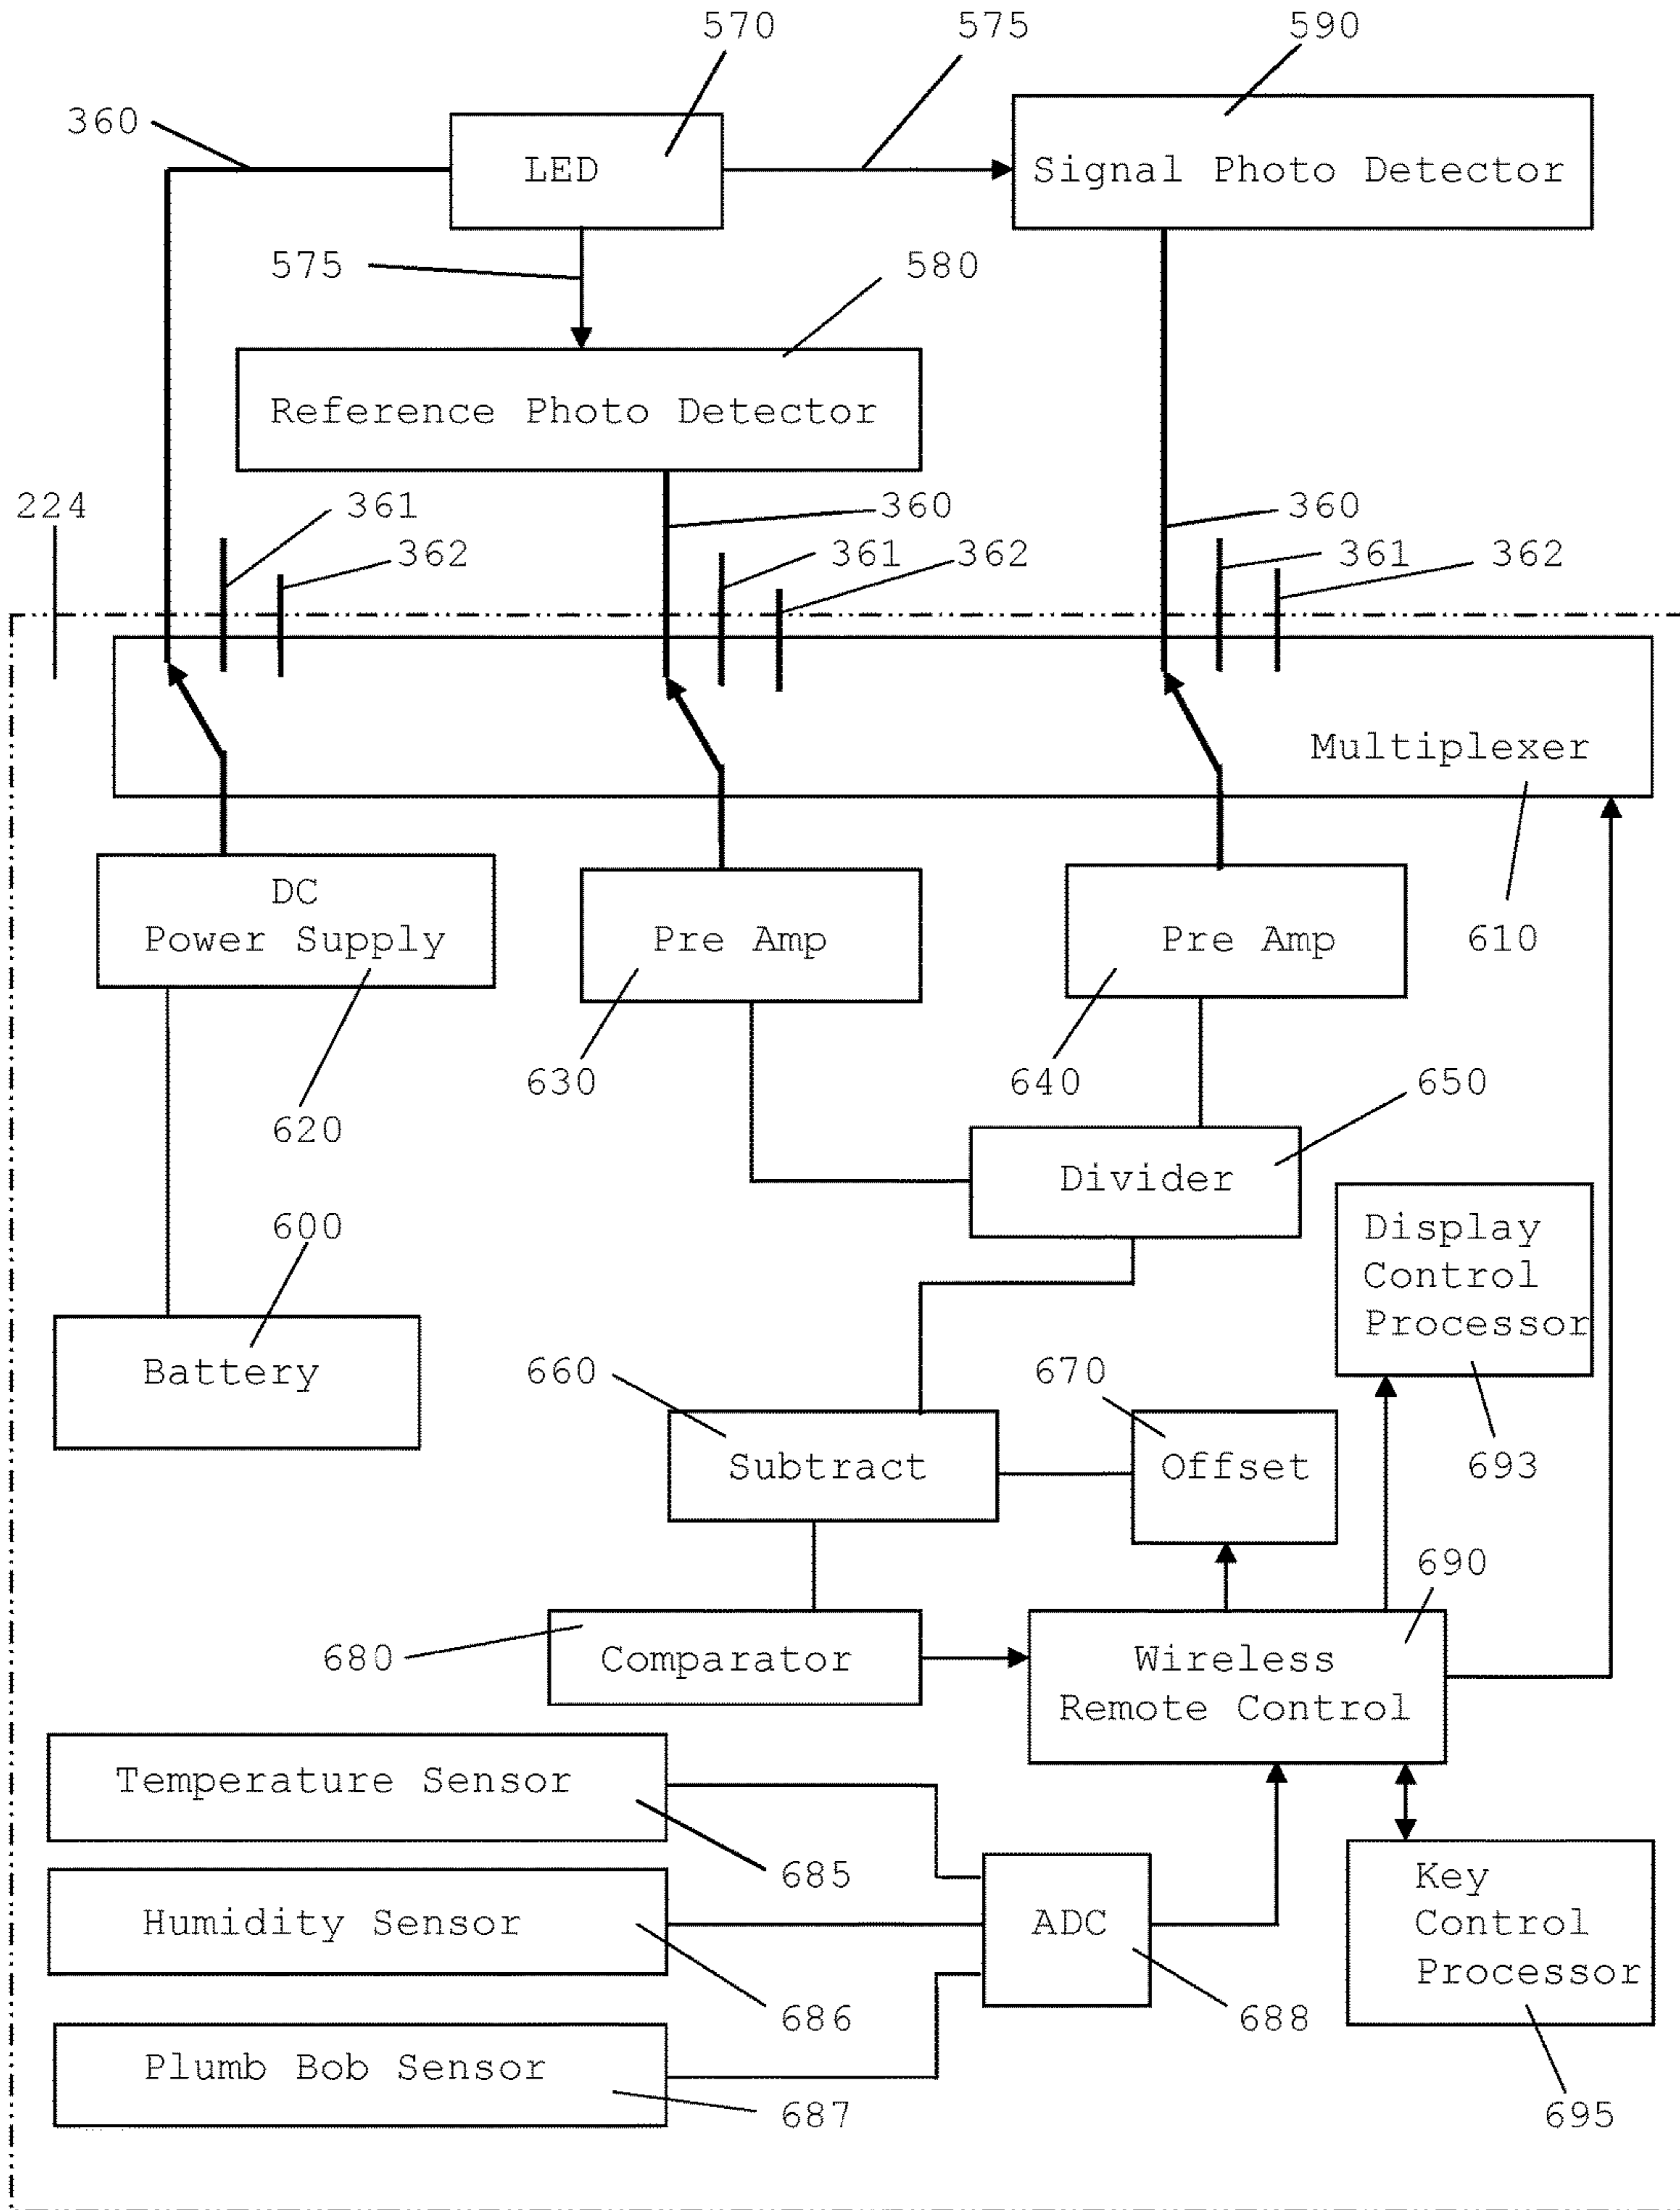 570
575
590
360
LED
Signal Photo Detector
575
580
Reference Photo Detector
224
361
360
360
362
361
362
361
362
Multiplexer
DC
Power Supply
Pre Amp
Pre Amp
610
630
640
650
620
Divider
600
Display
Control
Processor
Battery
660
670
Subtract
Offset
693
690
680
Comparator
Wireless
Remote Control
Temperature Sensor
685
Key
Control
Processor
Humidity Sensor
ADC
686
688
Plumb Bob Sensor
687
695